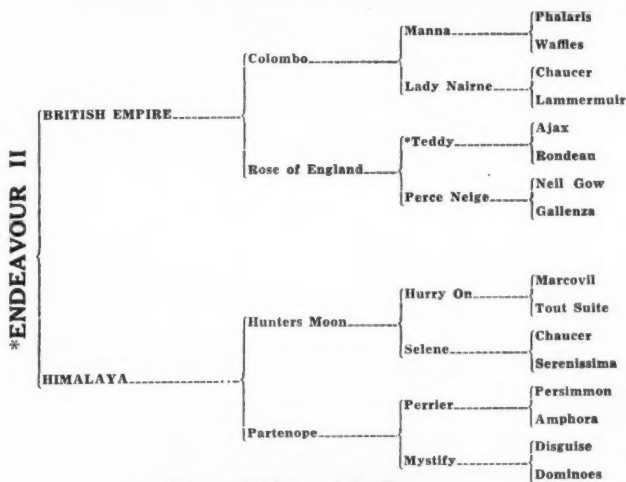 *ENDEAVOUR II
BRITISH EMPIRE
Colombo
Manna
Phalaris
Waffles
Lady Nairne
Chaucer
Lammermuir
Rose of England
*Teddy
Ajax
Rondeau
Perce Neige
Neil Gow
Gallenza
HIMALAYA
Hunters Moon
Hurry On
Marcovil
Tout Suite
Selene
Chaucer
Serenissima
Partenope
Perrier
Persimmon
Amphora
Mystify
Disguise
Dominoes